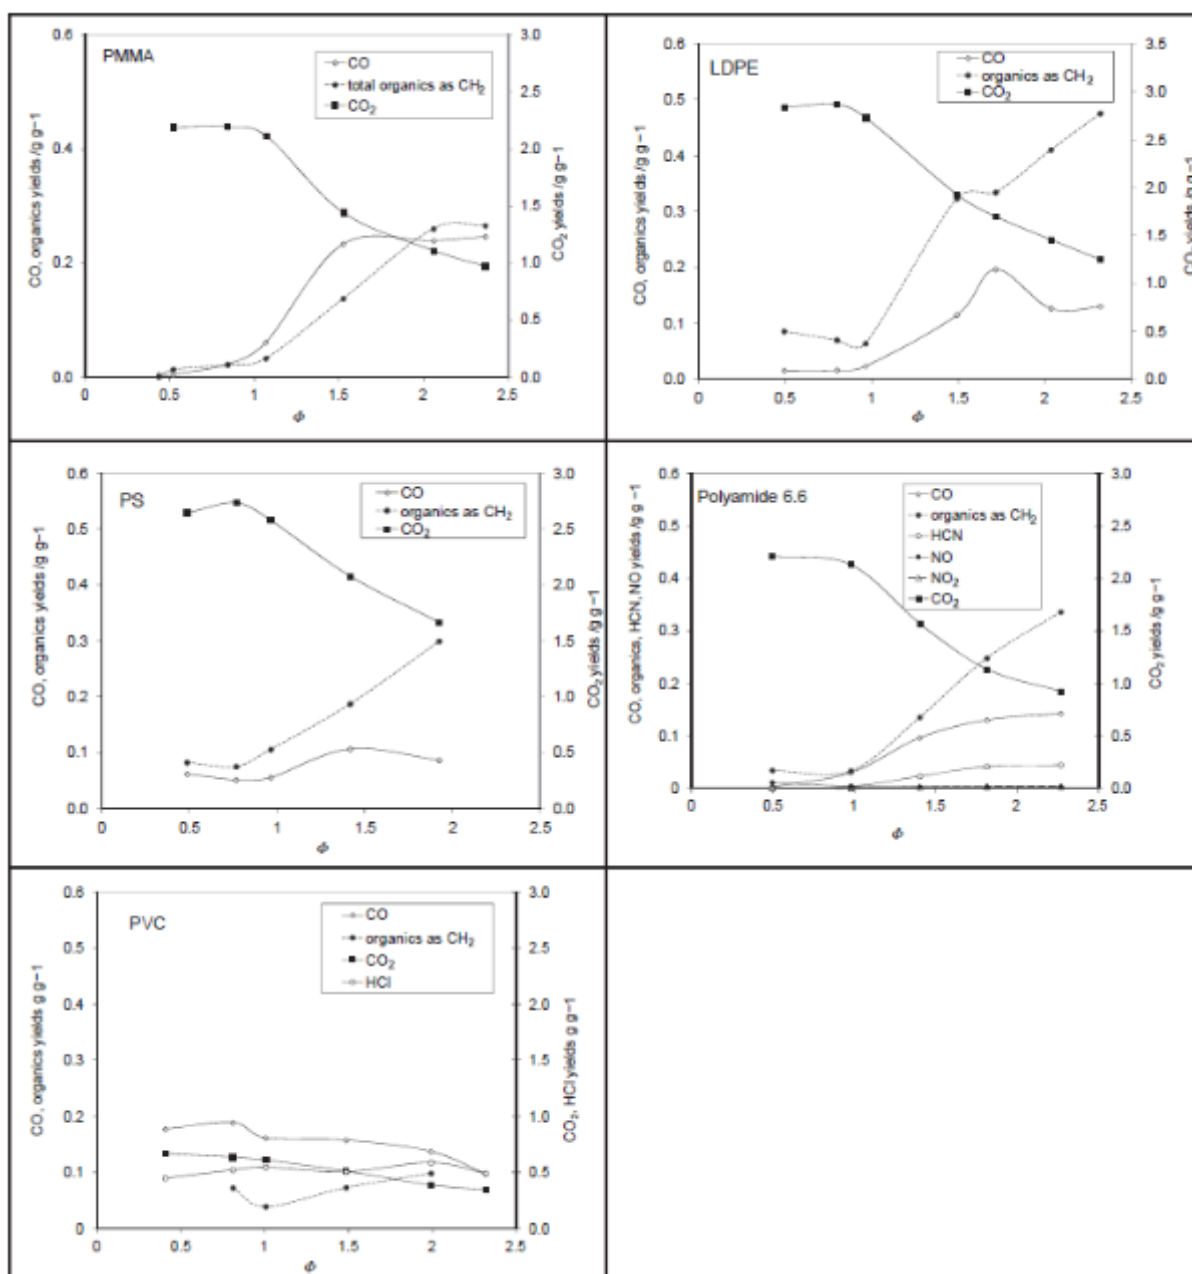 PMMA
CO
total organics as CH2
CO2
CO, organics yields /g g−1
CO2 yields /g g−1
0.6
0.4
0.2
0.0
3.0
2.5
2.0
1.5
1.0
0.5
0.0
0 0.5 1 1.5 2 2.5
Φ
LDPE
CO
organics as CH2
CO2
CO, organics yields /g g−1
CO2 yields /g g−1
0.6
0.5
0.4
0.3
0.2
0.1
0.0
3.5
3.0
2.5
2.0
1.5
1.0
0.5
0.0
0 0.5 1 1.5 2 2.5
Φ
PS
CO
organics as CH2
CO2
CO, organics yields /g g−1
CO2 yields /g g−1
0.6
0.5
0.4
0.3
0.2
0.1
0.0
3.0
2.5
2.0
1.5
1.0
0.5
0.0
0 0.5 1 1.5 2 2.5
Φ
Polyamide 6.6
CO
organics as CH2
HCN
NO
NO2
CO2
CO, organics, HCN, NO yields /g g−1
CO2 yields /g g−1
0.6
0.5
0.4
0.3
0.2
0.1
0
3.0
2.5
2.0
1.5
1.0
0.5
0.0
0 0.5 1 1.5 2 2.5
Φ
PVC
CO
organics as CH2
CO2
HCl
CO, organics yields g g−1
CO2, HCl yields g g−1
0.6
0.5
0.4
0.3
0.2
0.1
0
3.0
2.5
2.0
1.5
1.0
0.5
0.0
0 0.5 1 1.5 2 2.5
Φ